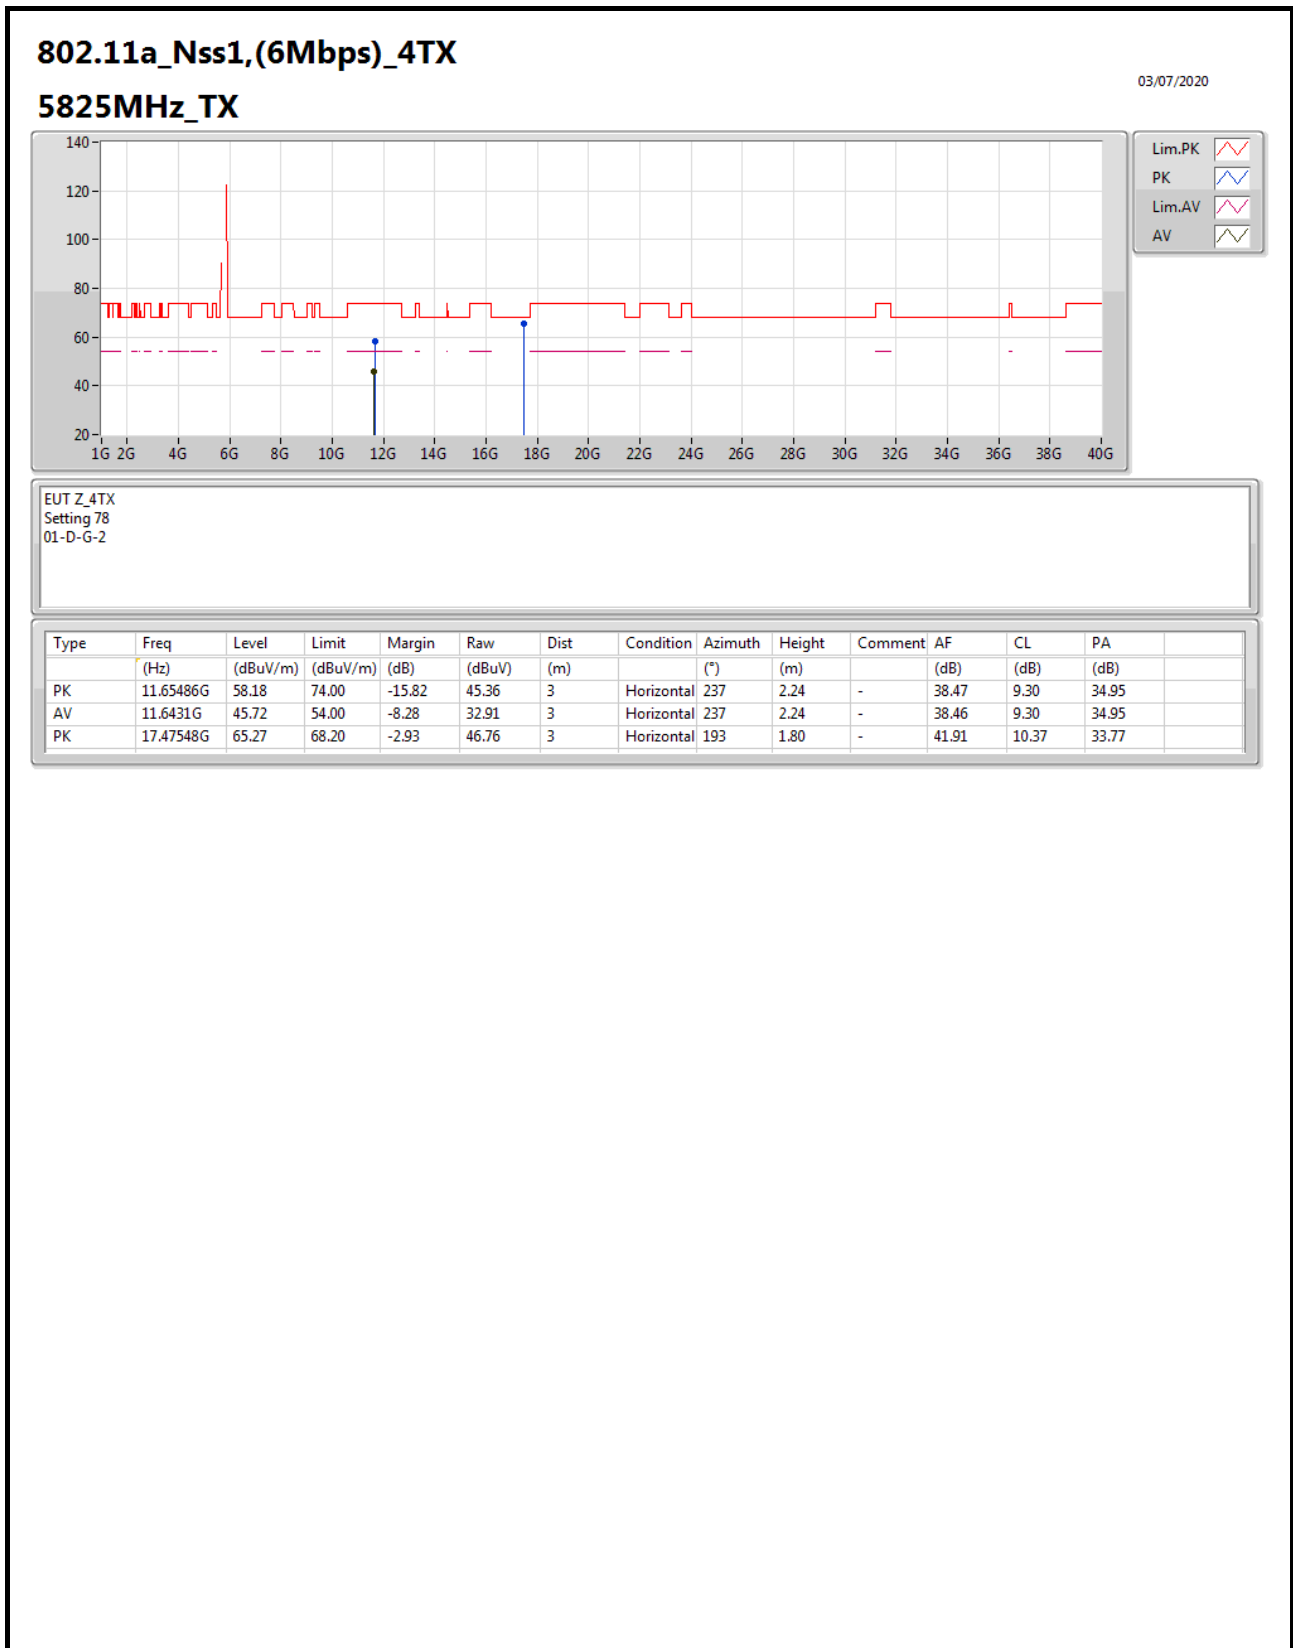 802.11a_Nss1,(6Mbps)_4TX
03/07/2020
5825MHz_TX
140
120
100
80
60
40
20
1G 2G 4G 6G 8G 10G 12G 14G 16G 18G 20G 22G 24G 26G 28G 30G 32G 34G 36G 38G 40G
Lim.PK
PK
Lim.AV
AV
EUT Z_4TX
Setting 78
01-D-G-2
Type Freq Level Limit Margin Raw Dist Condition Azimuth Height Comment AF CL PA
(Hz) (dBuV/m) (dBuV/m) (dB) (dBuV) (m) (°) (m) (dB) (dB) (dB)
PK 11.65486G 58.18 74.00 -15.82 45.36 3 Horizontal 237 2.24 - 38.47 9.30 34.95
AV 11.6431G 45.72 54.00 -8.28 32.91 3 Horizontal 237 2.24 - 38.46 9.30 34.95
PK 17.47548G 65.27 68.20 -2.93 46.76 3 Horizontal 193 1.80 - 41.91 10.37 33.77